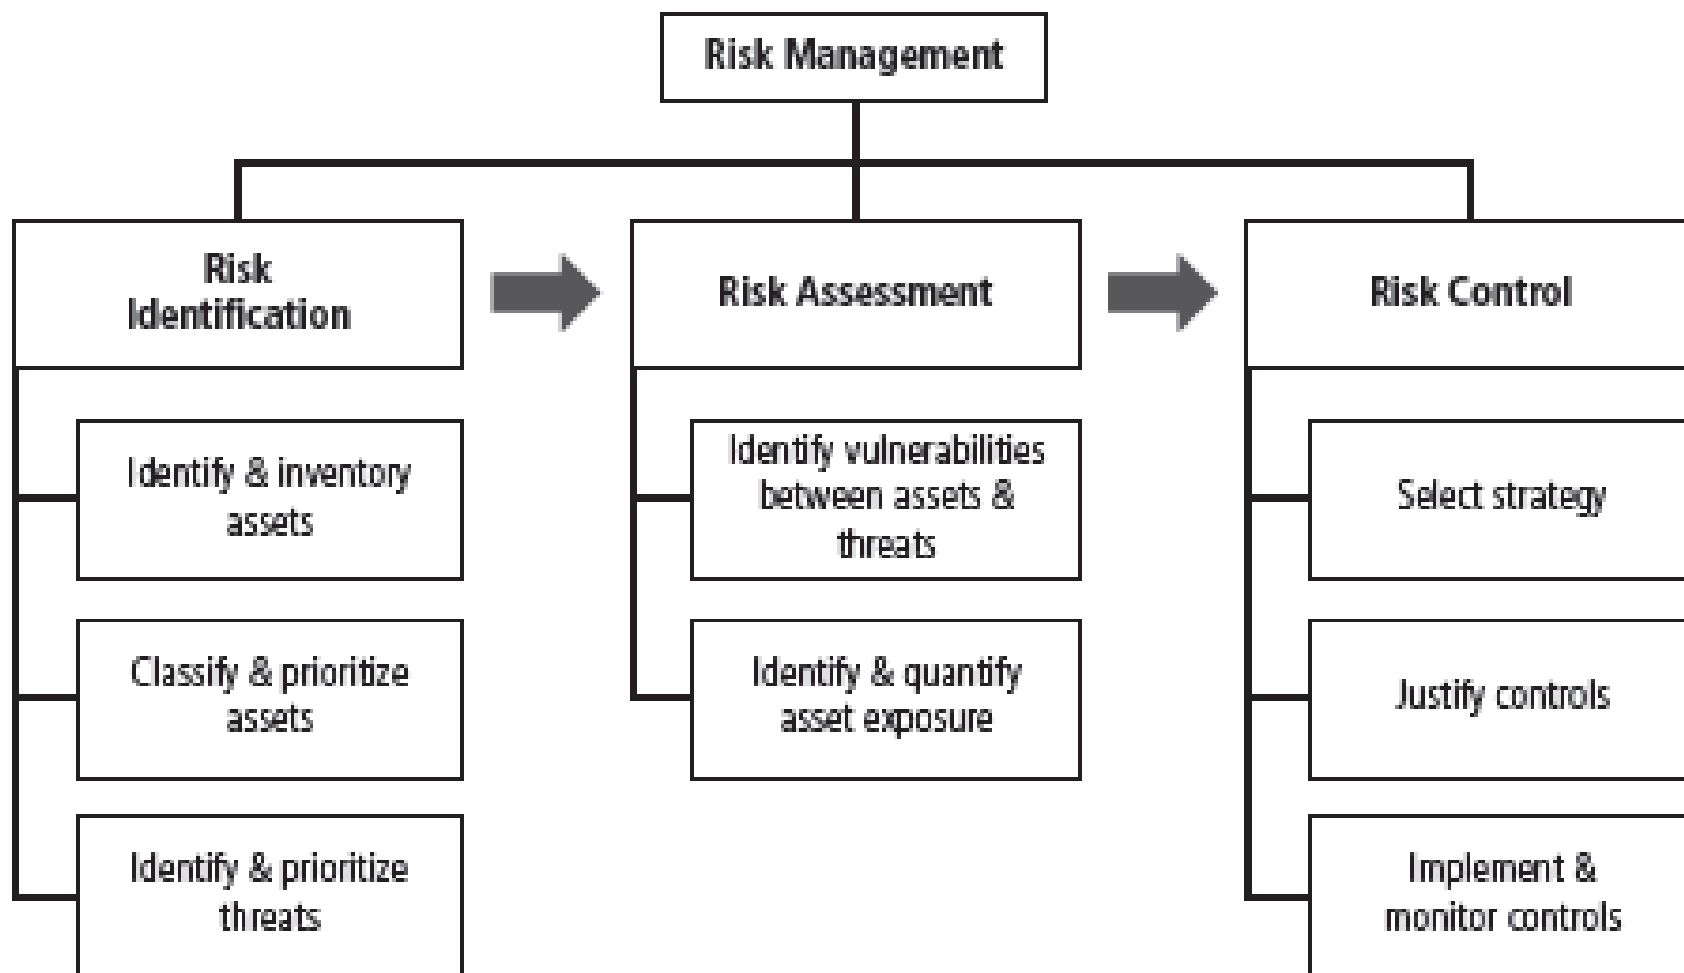 Risk Management
Risk
Identification
Risk Assessment
Risk Control
Identify & inventory
assets
Classify & prioritize
assets
Identify & prioritize
threats
Identify vulnerabilities
between assets &
threats
Identify & quantify
asset exposure
Select strategy
Justify controls
Implement &
monitor controls